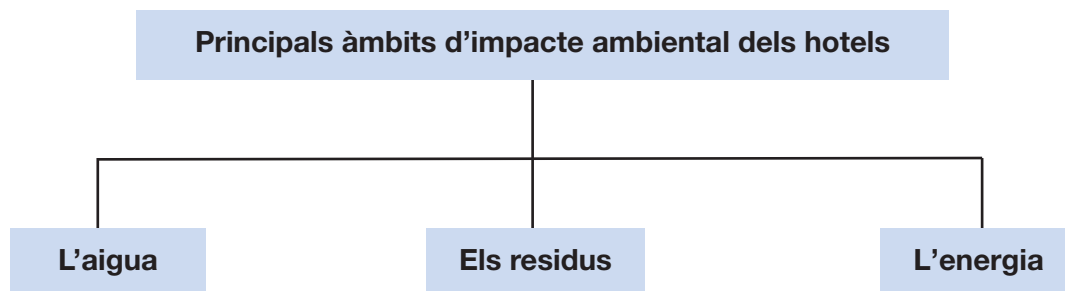 Principals àmbits d’impacte ambiental dels hotels
L’aigua
Els residus
L’energia